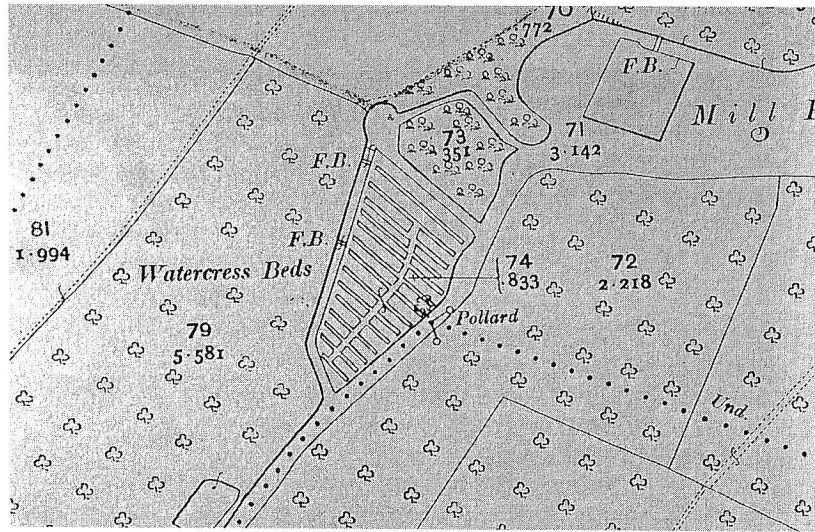 70
·772
F.B.
Mill
73
·351
71
3·142
F.B.
F.B.
81
1·994
Watercress Beds
74
·833
72
2·218
79
5·581
Pollard
Und.